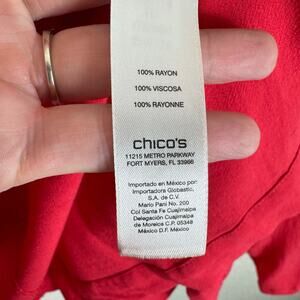 100% RAYON
100% VISCOSA
100% RAYONNE
chico's
11215 METRO PARKWAY
FORT MYERS, FL 33966
Importado en México por
Importadora Globastic,
S.A. de C.V.
Mario Pani No. 200
Col Santa Fe Cuajimalpa
Delegación Cuajimalpa
de Morelos C.P. 05348
México D.F. México